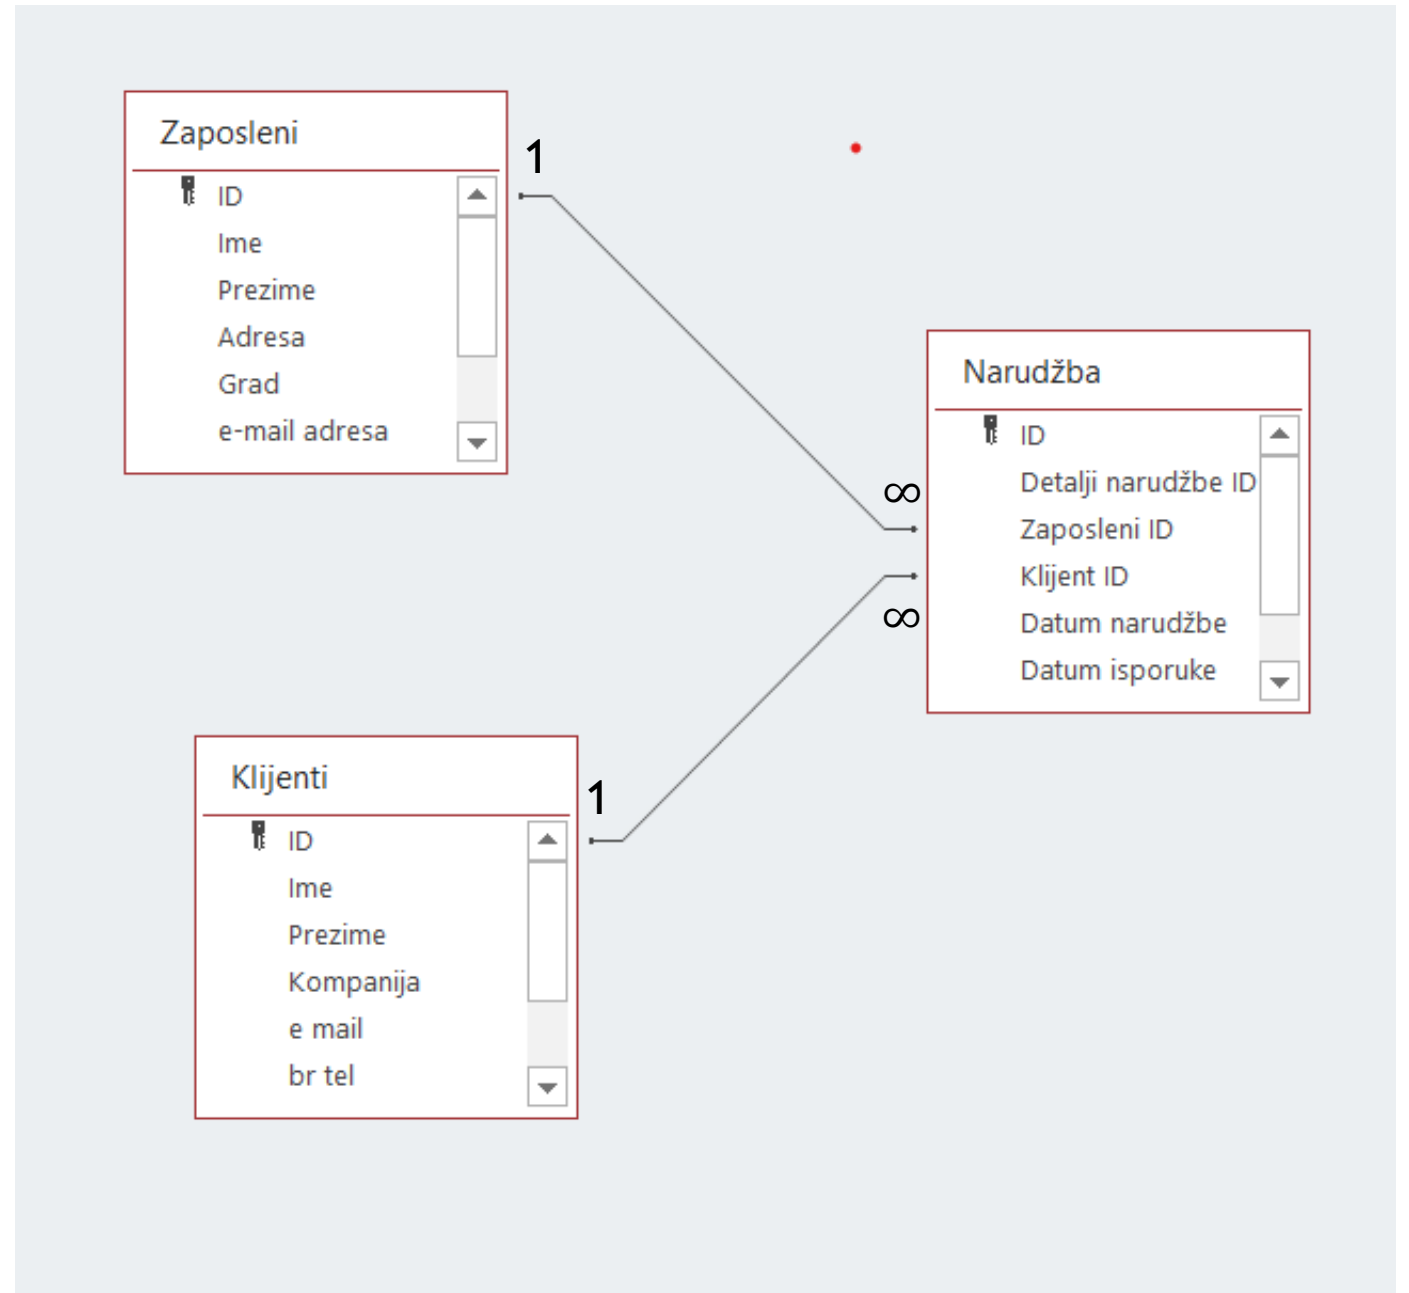 Zaposleni
1
ID
Ime
Prezime
Adresa
Grad
e-mail adresa
Narudžba
ID
Detalji narudžbe ID
∞
Zaposleni ID
Klijent ID
∞
Datum narudžbe
Datum isporuke
Klijenti
1
ID
Ime
Prezime
Kompanija
e mail
br tel